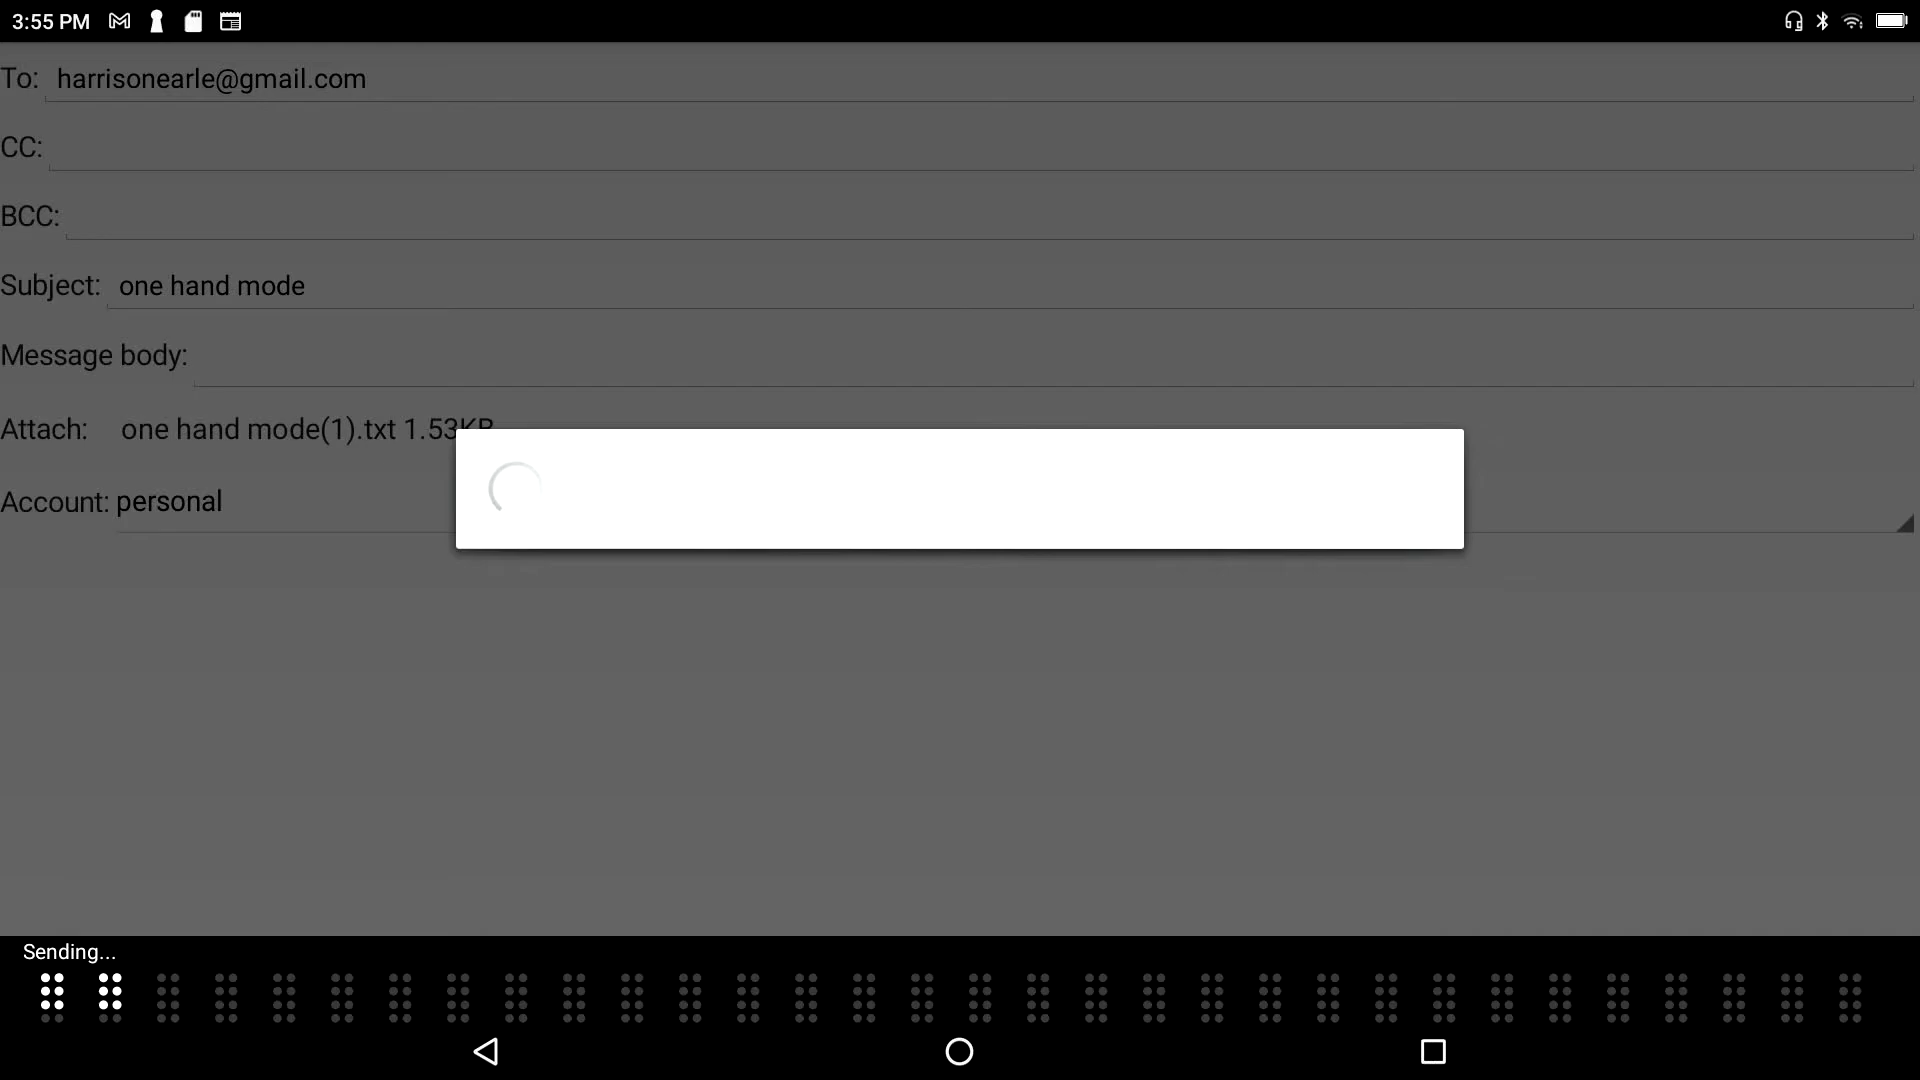 3:55 PM
To: harrisonearle@gmail.com
CC:
BCC:
Subject: one hand mode
Message body:
Attach: one hand mode(1).txt 1.53KB
Account: personal
Sending...